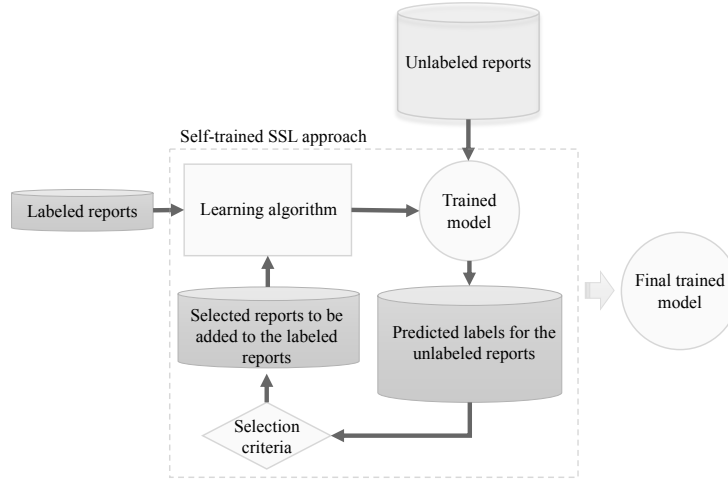 Unlabeled reports
Self-trained SSL approach
Labeled reports
Learning algorithm
Trained
model
Final trained
model
Selected reports to be
added to the labeled
reports
Predicted labels for the
unlabeled reports
Selection
criteria